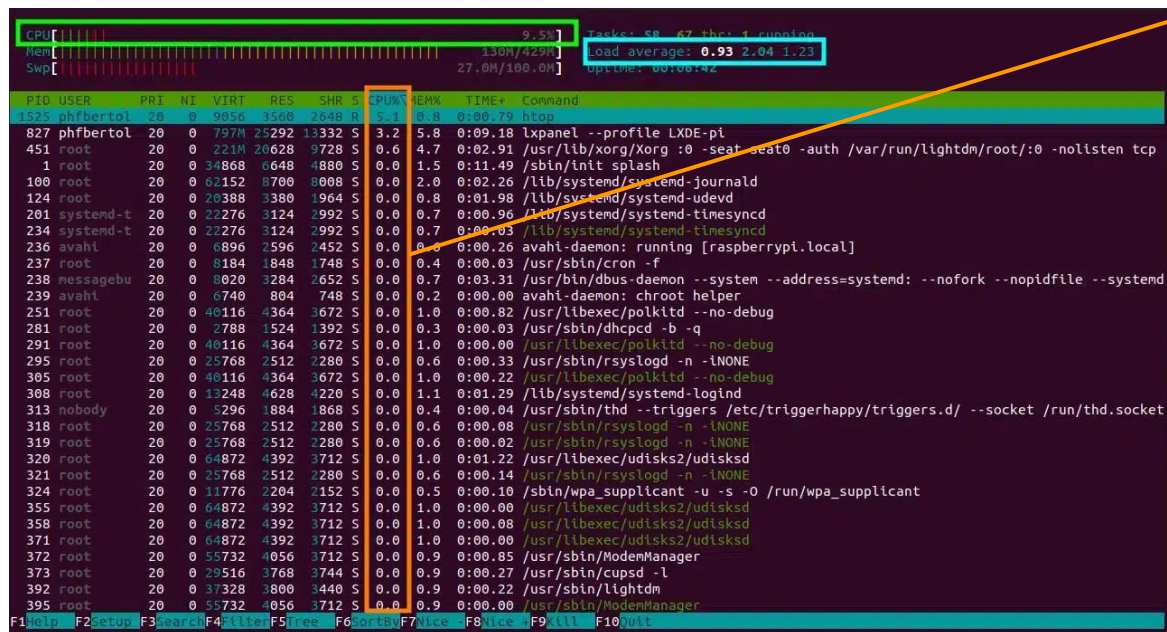 CPU[|||||| 9.5%] Tasks: 58, 67 thr; 1 running
Mem[|||||||||||||||||||||||||||||||||||||||||||||||| 130M/429M] Load average: 0.93 2.04 1.23
Swp[||||||||||||||||| 27.0M/100.0M] Uptime: 00:06:42
PID USER PRI NI VIRT RES SHR S CPU%▽MEM% TIME+ Command
1525 phfbertol 20 0 9056 3560 2648 R 5.1 0.8 0:00.79 htop
827 phfbertol 20 0 797M 25292 13332 S 3.2 5.8 0:09.18 lxpanel --profile LXDE-pi
451 root 20 0 221M 20628 9728 S 0.6 4.7 0:02.91 /usr/lib/xorg/Xorg :0 -seat seat0 -auth /var/run/lightdm/root/:0 -nolisten tcp
1 root 20 0 34868 6648 4880 S 0.0 1.5 0:11.49 /sbin/init splash
100 root 20 0 62152 8700 8008 S 0.0 2.0 0:02.26 /lib/systemd/systemd-journald
124 root 20 0 20388 3380 1964 S 0.0 0.8 0:01.98 /lib/systemd/systemd-udevd
201 systemd-t 20 0 22276 3124 2992 S 0.0 0.7 0:00.96 /lib/systemd/systemd-timesyncd
234 systemd-t 20 0 22276 3124 2992 S 0.0 0.7 0:00.03 /lib/systemd/systemd-timesyncd
236 avahi 20 0 6896 2596 2452 S 0.0 0.6 0:00.26 avahi-daemon: running [raspberrypi.local]
237 root 20 0 8184 1848 1748 S 0.0 0.4 0:00.03 /usr/sbin/cron -f
238 messagebu 20 0 8020 3284 2652 S 0.0 0.7 0:03.31 /usr/bin/dbus-daemon --system --address=systemd: --nofork --nopidfile --systemd
239 avahi 20 0 6740 804 748 S 0.0 0.2 0:00.00 avahi-daemon: chroot helper
251 root 20 0 40116 4364 3672 S 0.0 1.0 0:00.82 /usr/libexec/polkitd --no-debug
281 root 20 0 2788 1524 1392 S 0.0 0.3 0:00.03 /usr/sbin/dhcpcd -b -q
291 root 20 0 40116 4364 3672 S 0.0 1.0 0:00.00 /usr/libexec/polkitd --no-debug
295 root 20 0 25768 2512 2280 S 0.0 0.6 0:00.33 /usr/sbin/rsyslogd -n -iNONE
305 root 20 0 40116 4364 3672 S 0.0 1.0 0:00.22 /usr/libexec/polkitd --no-debug
308 root 20 0 13248 4628 4220 S 0.0 1.1 0:01.29 /lib/systemd/systemd-logind
313 nobody 20 0 5296 1884 1868 S 0.0 0.4 0:00.04 /usr/sbin/thd --triggers /etc/triggerhappy/triggers.d/ --socket /run/thd.socket
318 root 20 0 25768 2512 2280 S 0.0 0.6 0:00.08 /usr/sbin/rsyslogd -n -iNONE
319 root 20 0 25768 2512 2280 S 0.0 0.6 0:00.02 /usr/sbin/rsyslogd -n -iNONE
320 root 20 0 64872 4392 3712 S 0.0 1.0 0:01.22 /usr/libexec/udisks2/udisksd
321 root 20 0 25768 2512 2280 S 0.0 0.6 0:00.14 /usr/sbin/rsyslogd -n -iNONE
324 root 20 0 11776 2204 2152 S 0.0 0.5 0:00.10 /sbin/wpa_supplicant -u -s -O /run/wpa_supplicant
355 root 20 0 64872 4392 3712 S 0.0 1.0 0:00.00 /usr/libexec/udisks2/udisksd
358 root 20 0 64872 4392 3712 S 0.0 1.0 0:00.08 /usr/libexec/udisks2/udisksd
371 root 20 0 64872 4392 3712 S 0.0 1.0 0:00.00 /usr/libexec/udisks2/udisksd
372 root 20 0 55732 4056 3712 S 0.0 0.9 0:00.85 /usr/sbin/ModemManager
373 root 20 0 29516 3768 3744 S 0.0 0.9 0:00.27 /usr/sbin/cupsd -l
392 root 20 0 37328 3800 3440 S 0.0 0.9 0:00.22 /usr/sbin/lightdm
395 root 20 0 55732 4056 3712 S 0.0 0.9 0:00.00 /usr/sbin/ModemManager
F1Help F2Setup F3SearchF4FilterF5Tree F6SortByF7Nice -F8Nice +F9Kill F10Quit